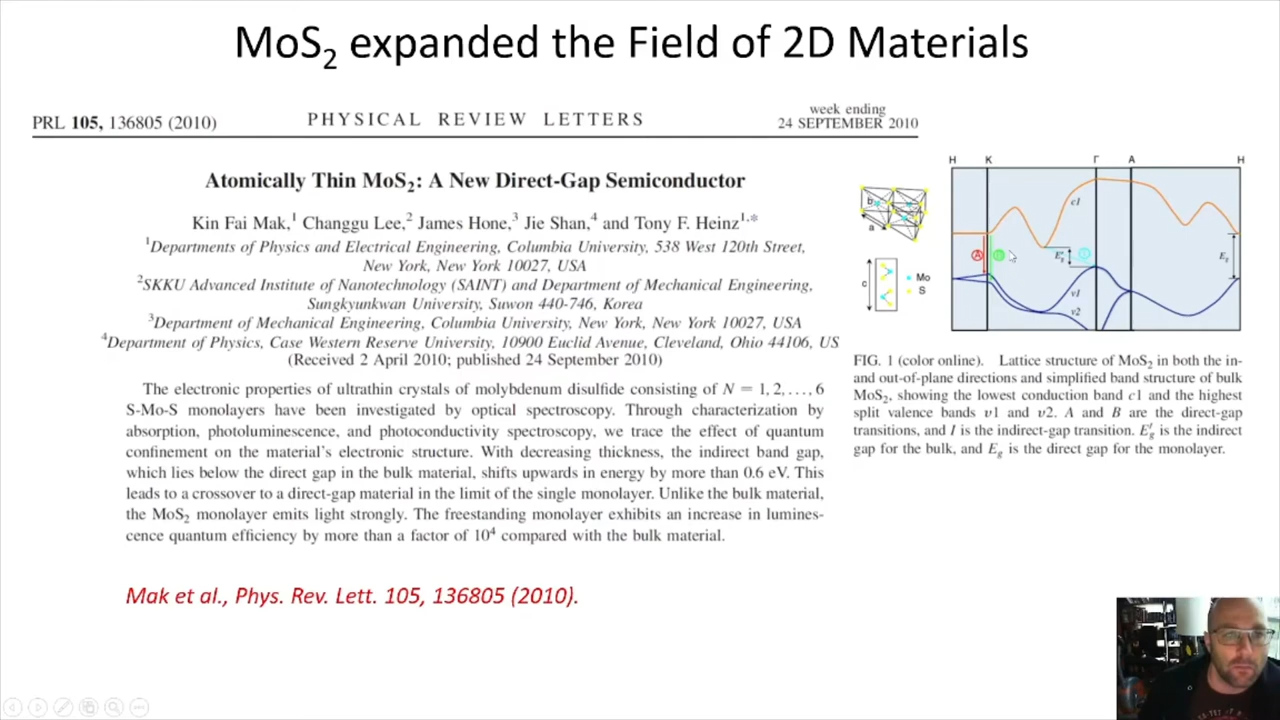 MoS₂ expanded the Field of 2D Materials
PRL 105, 136805 (2010)
PHYSICAL REVIEW LETTERS
week ending
24 SEPTEMBER 2010
Atomically Thin MoS₂: A New Direct-Gap Semiconductor
Kin Fai Mak,¹ Changgu Lee,² James Hone,³ Jie Shan,⁴ and Tony F. Heinz¹,*
¹Departments of Physics and Electrical Engineering, Columbia University, 538 West 120th Street,
New York, New York 10027, USA
²SKKU Advanced Institute of Nanotechnology (SAINT) and Department of Mechanical Engineering,
Sungkyunkwan University, Suwon 440-746, Korea
³Department of Mechanical Engineering, Columbia University, New York, New York 10027, USA
⁴Department of Physics, Case Western Reserve University, 10900 Euclid Avenue, Cleveland, Ohio 44106, US
(Received 2 April 2010; published 24 September 2010)
The electronic properties of ultrathin crystals of molybdenum disulfide consisting of N = 1, 2, . . . , 6
S-Mo-S monolayers have been investigated by optical spectroscopy. Through characterization by
absorption, photoluminescence, and photoconductivity spectroscopy, we trace the effect of quantum
confinement on the material's electronic structure. With decreasing thickness, the indirect band gap,
which lies below the direct gap in the bulk material, shifts upwards in energy by more than 0.6 eV. This
leads to a crossover to a direct-gap material in the limit of the single monolayer. Unlike the bulk material,
the MoS₂ monolayer emits light strongly. The freestanding monolayer exhibits an increase in lumines-
cence quantum efficiency by more than a factor of 10⁴ compared with the bulk material.
Mak et al., Phys. Rev. Lett. 105, 136805 (2010).
b
a
c
Mo
S
H K Γ A H
c1
A
E'g
Eg
v1
v2
FIG. 1 (color online). Lattice structure of MoS₂ in both the in-
and out-of-plane directions and simplified band structure of bulk
MoS₂, showing the lowest conduction band c1 and the highest
split valence bands v1 and v2. A and B are the direct-gap
transitions, and I is the indirect-gap transition. E'g is the indirect
gap for the bulk, and Eg is the direct gap for the monolayer.